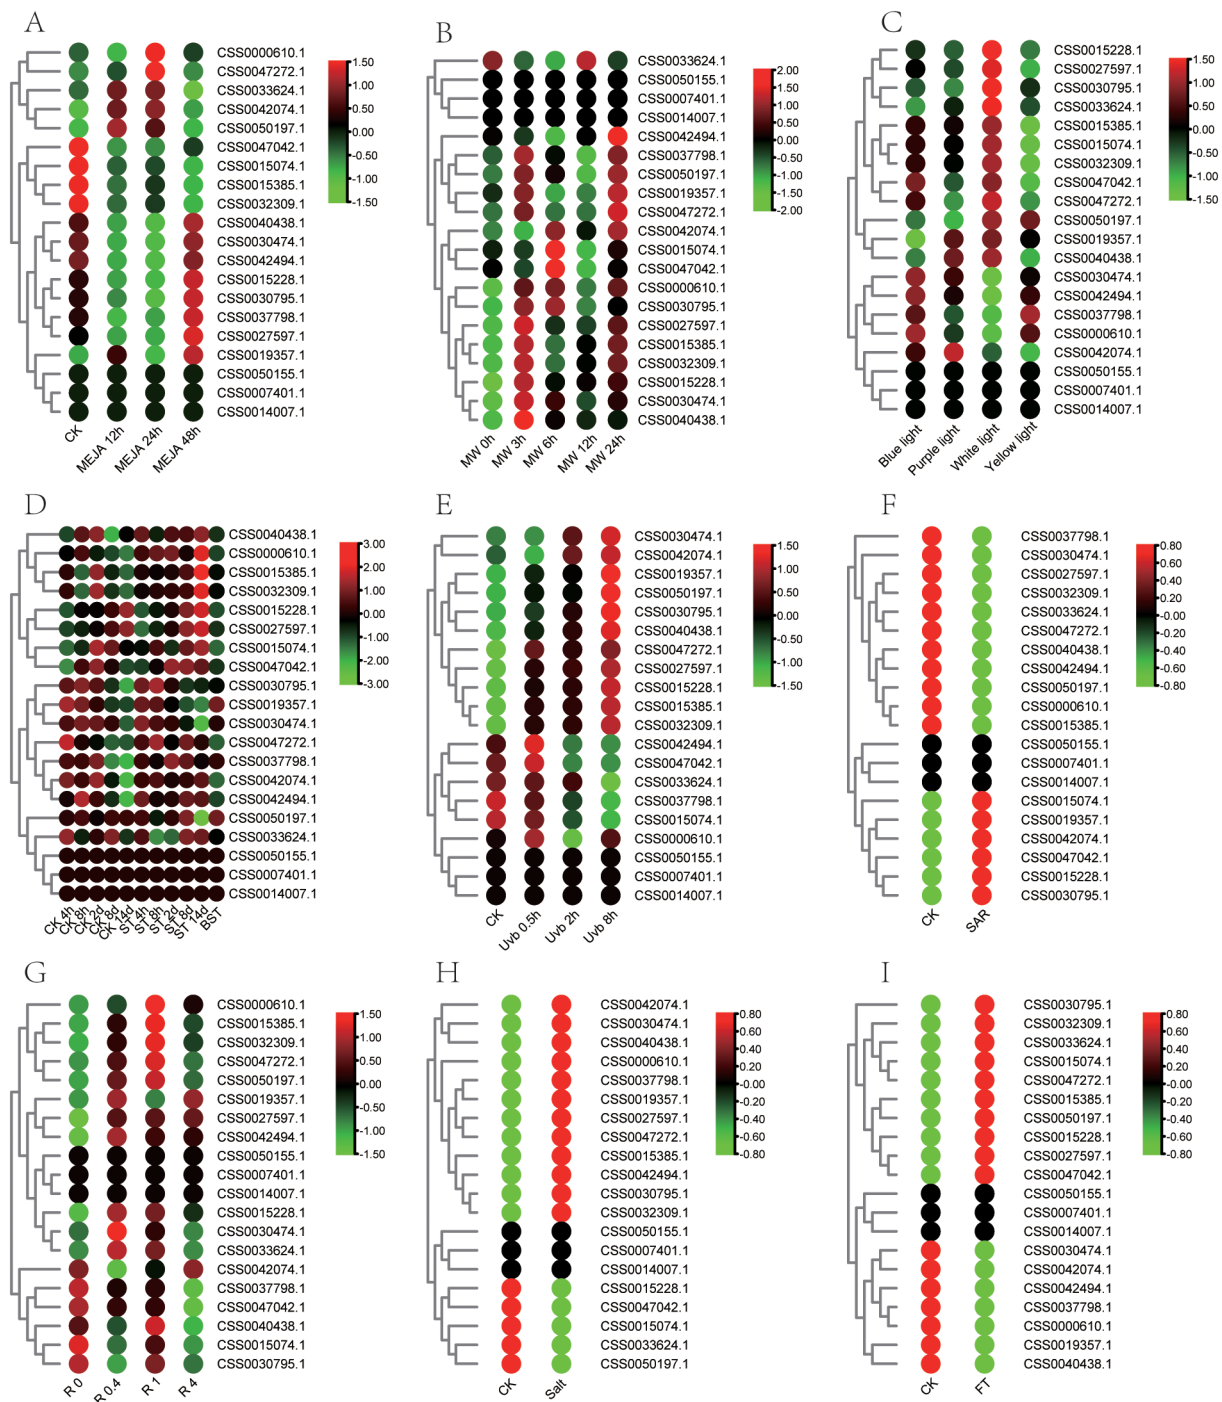 A
CSS0000610.1
CSS0047272.1
CSS0033624.1
CSS0042074.1
CSS0050197.1
CSS0047042.1
CSS0015074.1
CSS0015385.1
CSS0032309.1
CSS0040438.1
CSS0030474.1
CSS0042494.1
CSS0015228.1
CSS0030795.1
CSS0037798.1
CSS0027597.1
CSS0019357.1
CSS0050155.1
CSS0007401.1
CSS0014007.1
1.50
1.00
0.50
0.00
-0.50
-1.00
-1.50
CK
MEJA 12h
MEJA 24h
MEJA 48h
B
CSS0033624.1
CSS0050155.1
CSS0007401.1
CSS0014007.1
CSS0042494.1
CSS0037798.1
CSS0050197.1
CSS0019357.1
CSS0047272.1
CSS0042074.1
CSS0015074.1
CSS0047042.1
CSS0000610.1
CSS0030795.1
CSS0027597.1
CSS0015385.1
CSS0032309.1
CSS0015228.1
CSS0030474.1
CSS0040438.1
2.00
1.50
1.00
0.50
0.00
-0.50
-1.00
-1.50
-2.00
MW 0h
MW 3h
MW 6h
MW 12h
MW 24h
C
CSS0015228.1
CSS0027597.1
CSS0030795.1
CSS0033624.1
CSS0015385.1
CSS0015074.1
CSS0032309.1
CSS0047042.1
CSS0047272.1
CSS0050197.1
CSS0019357.1
CSS0040438.1
CSS0030474.1
CSS0042494.1
CSS0037798.1
CSS0000610.1
CSS0042074.1
CSS0050155.1
CSS0007401.1
CSS0014007.1
1.50
1.00
0.50
0.00
-0.50
-1.00
-1.50
Blue light
Purple light
White light
Yellow light
D
CSS0040438.1
CSS0000610.1
CSS0015385.1
CSS0032309.1
CSS0015228.1
CSS0027597.1
CSS0015074.1
CSS0047042.1
CSS0030795.1
CSS0019357.1
CSS0030474.1
CSS0047272.1
CSS0037798.1
CSS0042074.1
CSS0042494.1
CSS0050197.1
CSS0033624.1
CSS0050155.1
CSS0007401.1
CSS0014007.1
3.00
2.00
1.00
0.00
-1.00
-2.00
-3.00
CK 4h
CK 8h
CK 2d
CK 8d
CK 14d
ST 4h
ST 8h
ST 2d
ST 8d
ST 14d
BST
E
CSS0030474.1
CSS0042074.1
CSS0019357.1
CSS0050197.1
CSS0030795.1
CSS0040438.1
CSS0047272.1
CSS0027597.1
CSS0015228.1
CSS0015385.1
CSS0032309.1
CSS0042494.1
CSS0047042.1
CSS0033624.1
CSS0037798.1
CSS0015074.1
CSS0000610.1
CSS0050155.1
CSS0007401.1
CSS0014007.1
1.50
1.00
0.50
0.00
-0.50
-1.00
-1.50
CK
Uvb 0.5h
Uvb 2h
Uvb 8h
F
CSS0037798.1
CSS0030474.1
CSS0027597.1
CSS0032309.1
CSS0033624.1
CSS0047272.1
CSS0040438.1
CSS0042494.1
CSS0050197.1
CSS0000610.1
CSS0015385.1
CSS0050155.1
CSS0007401.1
CSS0014007.1
CSS0015074.1
CSS0019357.1
CSS0042074.1
CSS0047042.1
CSS0015228.1
CSS0030795.1
0.80
0.60
0.40
0.20
-0.00
-0.20
-0.40
-0.60
-0.80
CK
SAR
G
CSS0000610.1
CSS0015385.1
CSS0032309.1
CSS0047272.1
CSS0050197.1
CSS0019357.1
CSS0027597.1
CSS0042494.1
CSS0050155.1
CSS0007401.1
CSS0014007.1
CSS0015228.1
CSS0030474.1
CSS0033624.1
CSS0042074.1
CSS0037798.1
CSS0047042.1
CSS0040438.1
CSS0015074.1
CSS0030795.1
1.50
1.00
0.50
0.00
-0.50
-1.00
-1.50
R 0
R 0.4
R 1
R 4
H
CSS0042074.1
CSS0030474.1
CSS0040438.1
CSS0000610.1
CSS0037798.1
CSS0019357.1
CSS0027597.1
CSS0047272.1
CSS0015385.1
CSS0042494.1
CSS0030795.1
CSS0032309.1
CSS0050155.1
CSS0007401.1
CSS0014007.1
CSS0015228.1
CSS0047042.1
CSS0015074.1
CSS0033624.1
CSS0050197.1
0.80
0.60
0.40
0.20
-0.00
-0.20
-0.40
-0.60
-0.80
CK
Salt
I
CSS0030795.1
CSS0032309.1
CSS0033624.1
CSS0015074.1
CSS0047272.1
CSS0015385.1
CSS0050197.1
CSS0015228.1
CSS0027597.1
CSS0047042.1
CSS0050155.1
CSS0007401.1
CSS0014007.1
CSS0030474.1
CSS0042074.1
CSS0042494.1
CSS0037798.1
CSS0000610.1
CSS0019357.1
CSS0040438.1
0.80
0.60
0.40
0.20
-0.00
-0.20
-0.40
-0.60
-0.80
CK
FT